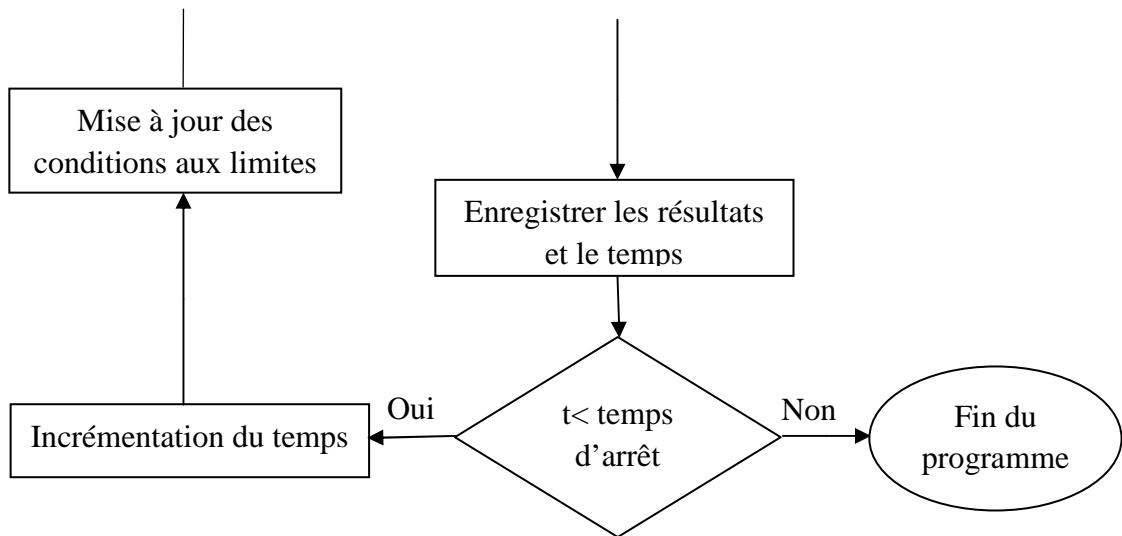 Mise à jour des
conditions aux limites
Enregistrer les résultats
et le temps
Oui
t< temps
d’arrêt
Non
Incrémentation du temps
Fin du
programme